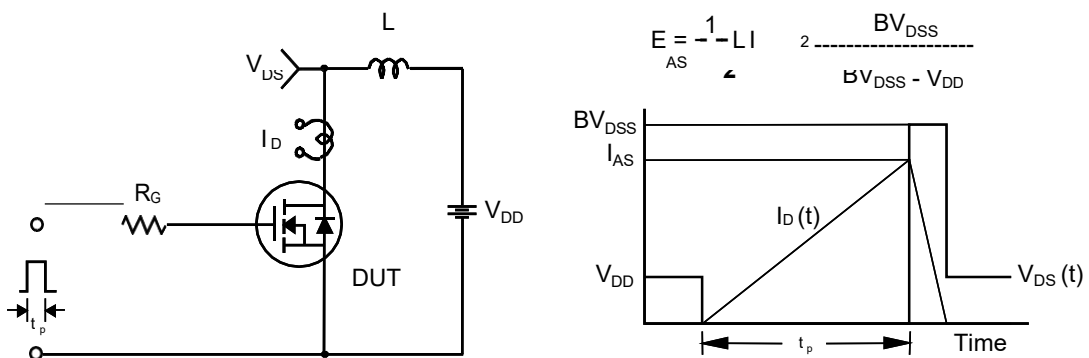 L
V_DS
I_D
R_G
V_DD
DUT
t_p
E_AS = 1/2 LI² BV_DSS
BV_DSS - V_DD
BV_DSS
I_AS
I_D (t)
V_DD
V_DS (t)
t_p
Time